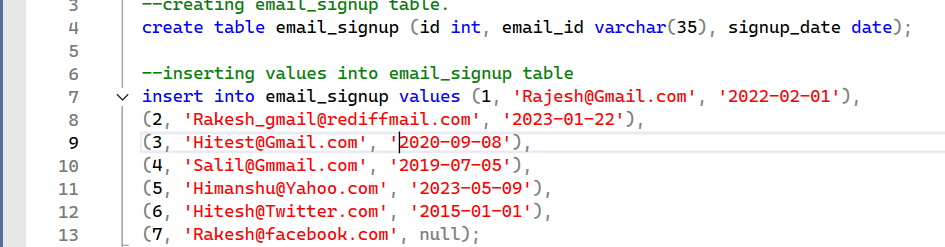 3 --creating email_signup table.
4 create table email_signup (id int, email_id varchar(35), signup_date date);
5
6 --inserting values into email_signup table
7 insert into email_signup values (1, 'Rajesh@Gmail.com', '2022-02-01'),
8 (2, 'Rakesh_gmail@rediffmail.com', '2023-01-22'),
9 (3, 'Hitest@Gmail.com', '2020-09-08'),
10 (4, 'Salil@Gmmail.com', '2019-07-05'),
11 (5, 'Himanshu@Yahoo.com', '2023-05-09'),
12 (6, 'Hitesh@Twitter.com', '2015-01-01'),
13 (7, 'Rakesh@facebook.com', null);